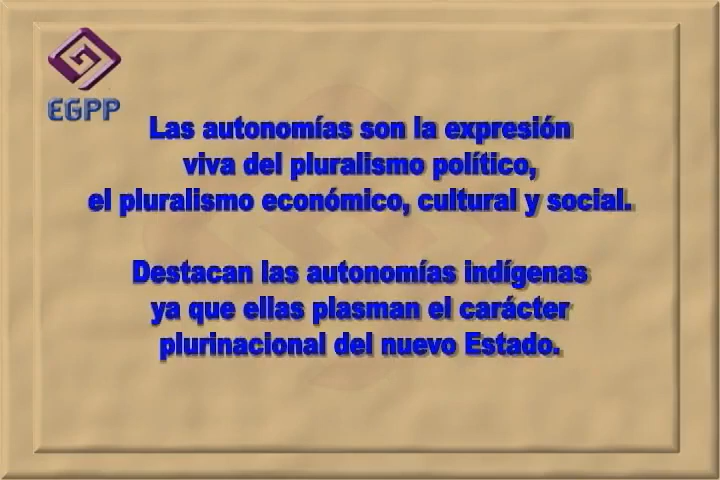 EGPP
Las autonomías son la expresión
viva del pluralismo político,
el pluralismo económico, cultural y social.
Destacan las autonomías indígenas
ya que ellas plasman el carácter
plurinacional del nuevo Estado.